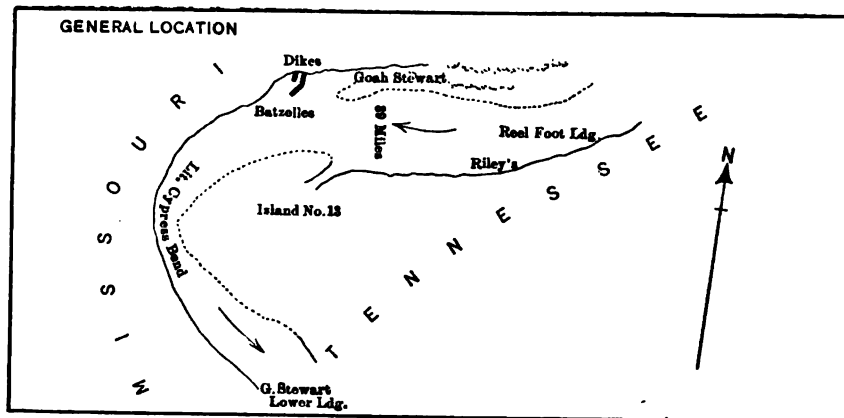 GENERAL LOCATION
Dikes
Goah Stewart
Batzelles
89 Miles
Reel Foot Ldg.
Riley's
Lit. Cypress Bend
Island No. 13
MISSOURI
TENNESSEE
N
G. Stewart
Lower Ldg.